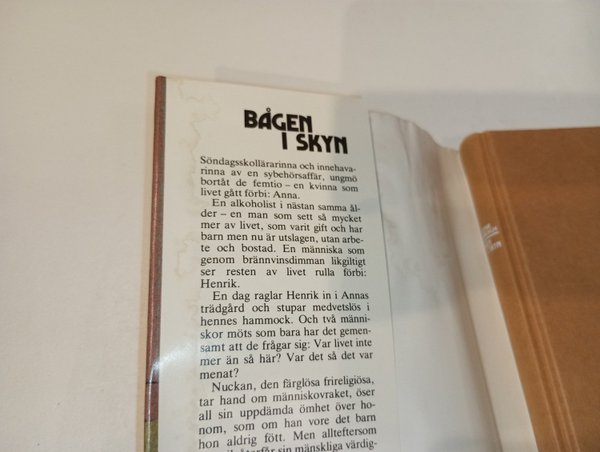 BÅGEN
I SKYN
Söndagsskollärarinna och innehava-
rinna av en sybehörsaffär, ungmö
bortåt de femtio – en kvinna som
livet gått förbi: Anna.
En alkoholist i nästan samma ål-
der – en man som sett så mycket
mer av livet, som varit gift och har
barn men nu är utslagen, utan arbe-
te och bostad. En människa som
genom brännvinsdimman likgiltigt
ser resten av livet rulla förbi:
Henrik.
En dag raglar Henrik in i Annas
trädgård och stupar medvetslös i
hennes hammock. Och två männi-
skor möts som bara har det gemen-
samt att de frågar sig: Var livet inte
mer än så här? Var det så det var
menat?
Nuckan, den färglösa frireligiösa,
tar hand om människovraket, öser
all sin uppdämda ömhet över ho-
nom, som om han vore det barn
hon aldrig fött. Men allteftersom
återfår sin mänskliga värdig-